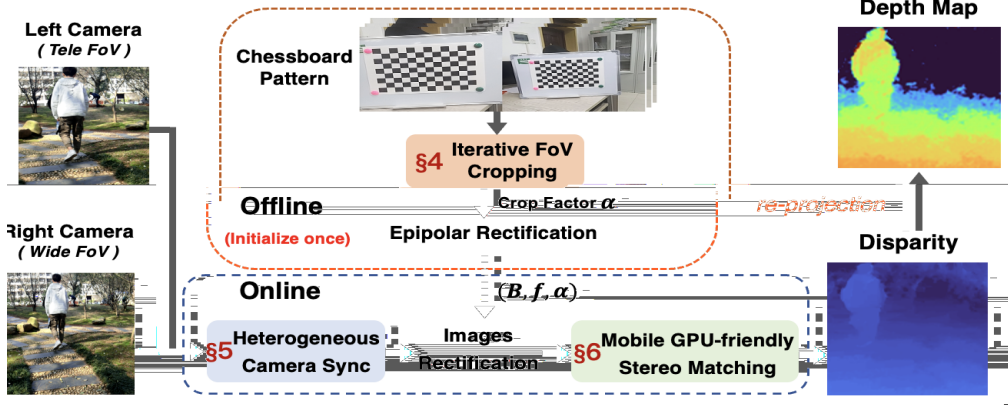 Left Camera
( Tele FoV )
Chessboard
Pattern
Depth Map
§4 Iterative FoV
Cropping
Offline
Crop Factor α
re-projection
(Initialize once)
Epipolar Rectification
Right Camera
( Wide FoV )
Disparity
Online
(B, f, α)
§5 Heterogeneous
Camera Sync
Images
Rectification
§6 Mobile GPU-friendly
Stereo Matching